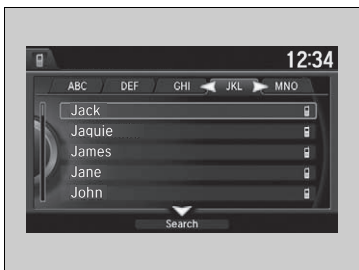 12:34
ABC DEF GHI JKL MNO
Jack
Jaquie
James
Jane
John
Search